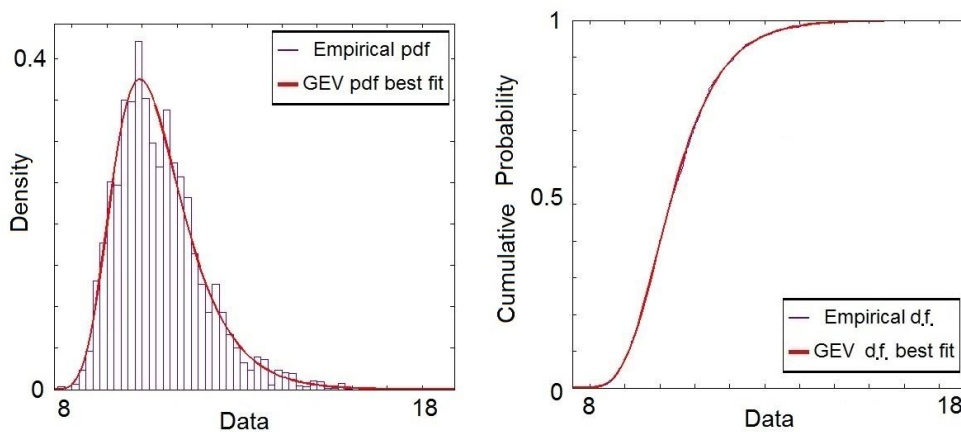 0.4
Empirical pdf
GEV pdf best fit
Density
0
8
18
Data
1
Cumulative Probability
0.5
Empirical d.f.
GEV d.f. best fit
0
8
18
Data